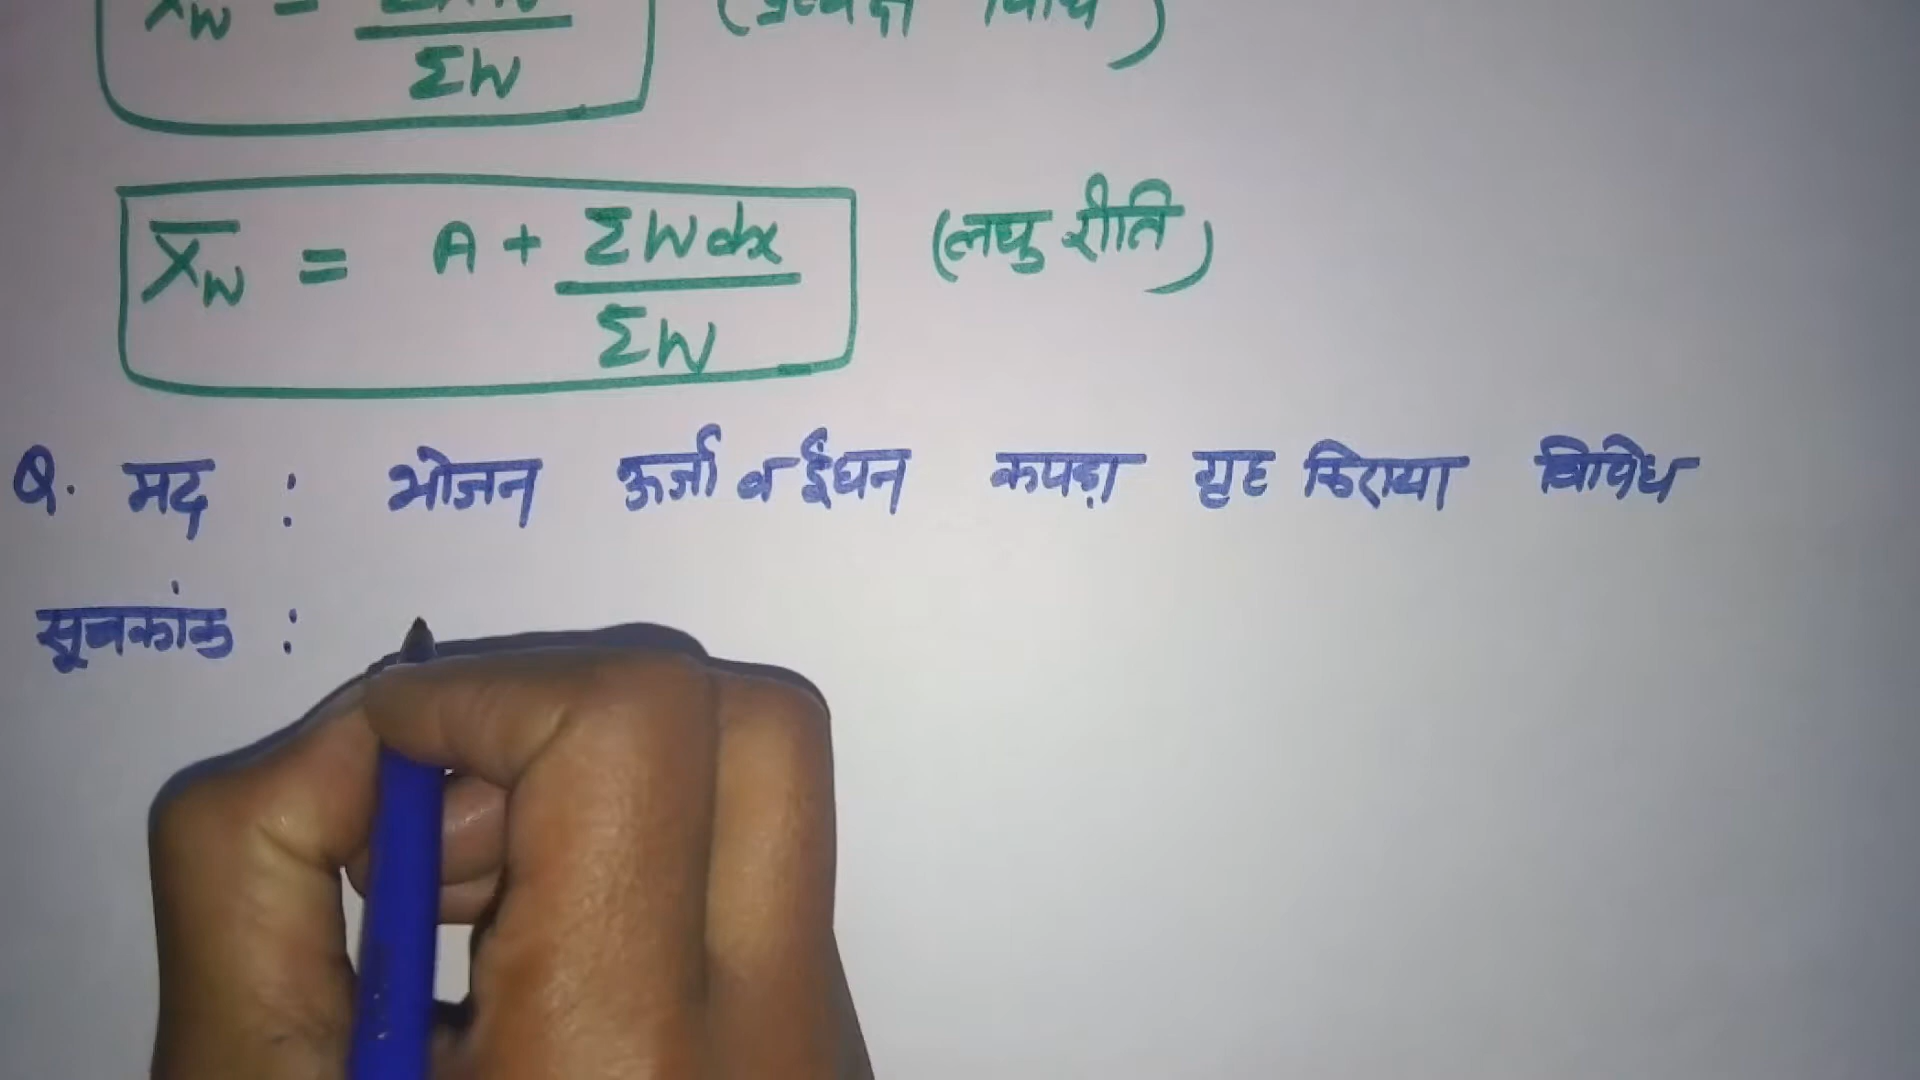 = ΣW
X̄w = A + ΣWdx / ΣW (लघु रीति)
Q. मद : भोजन ऊर्जा व ईंधन कपड़ा गृह किराया विविध
सूचकांक :